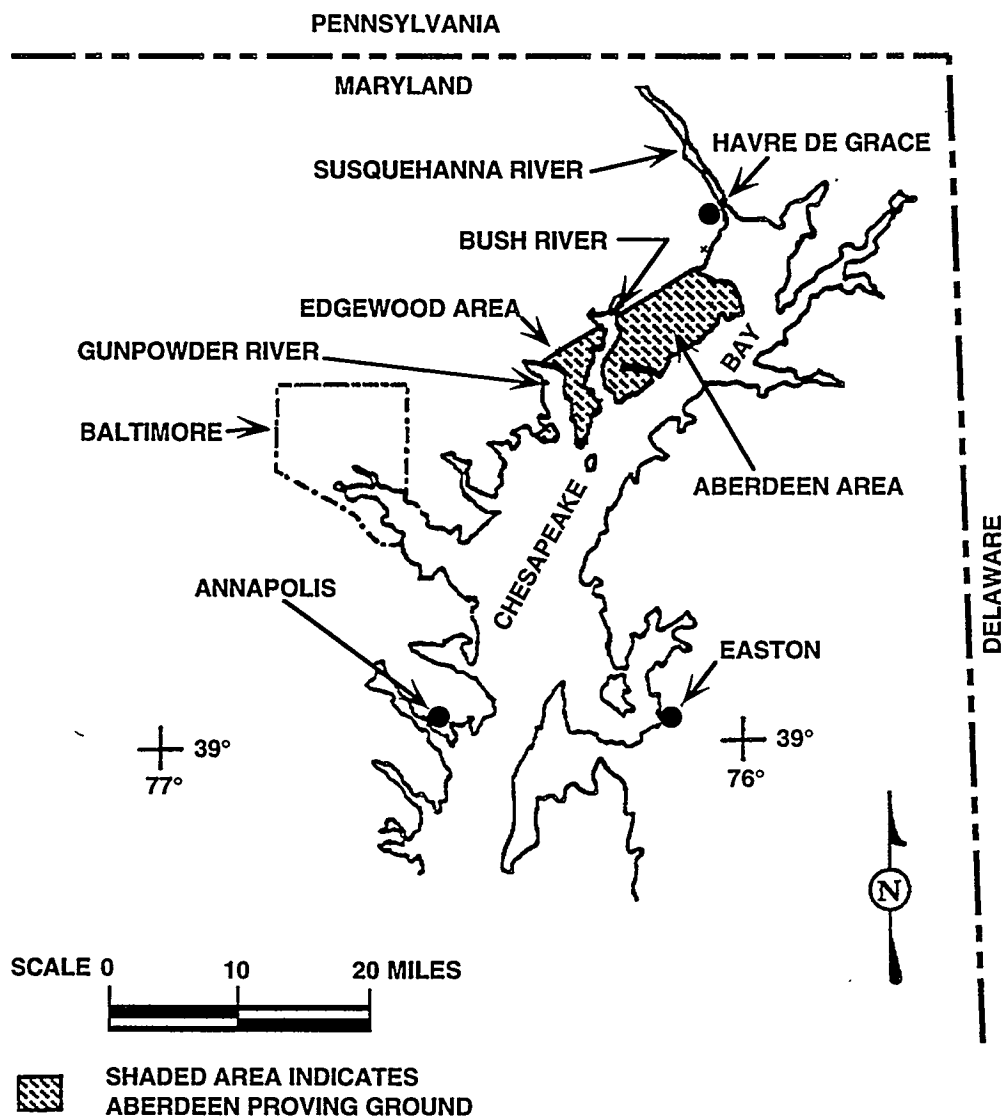 PENNSYLVANIA
MARYLAND
HAVRE DE GRACE
SUSQUEHANNA RIVER
BUSH RIVER
EDGEWOOD AREA
GUNPOWDER RIVER
BAY
BALTIMORE
ABERDEEN AREA
CHESAPEAKE
DELAWARE
ANNAPOLIS
EASTON
39°
77°
39°
76°
N
SCALE 0 10 20 MILES
SHADED AREA INDICATES
ABERDEEN PROVING GROUND